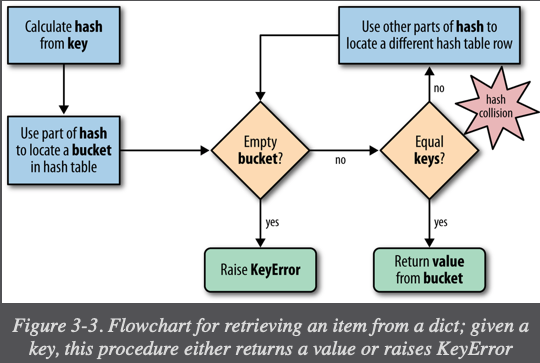 Calculate hash
from key
Use part of hash
to locate a bucket
in hash table
Empty
bucket?
yes
Raise KeyError
no
Equal
keys?
yes
Return value
from bucket
no
hash
collision
Use other parts of hash to
locate a different hash table row
Figure 3-3. Flowchart for retrieving an item from a dict; given a
key, this procedure either returns a value or raises KeyError